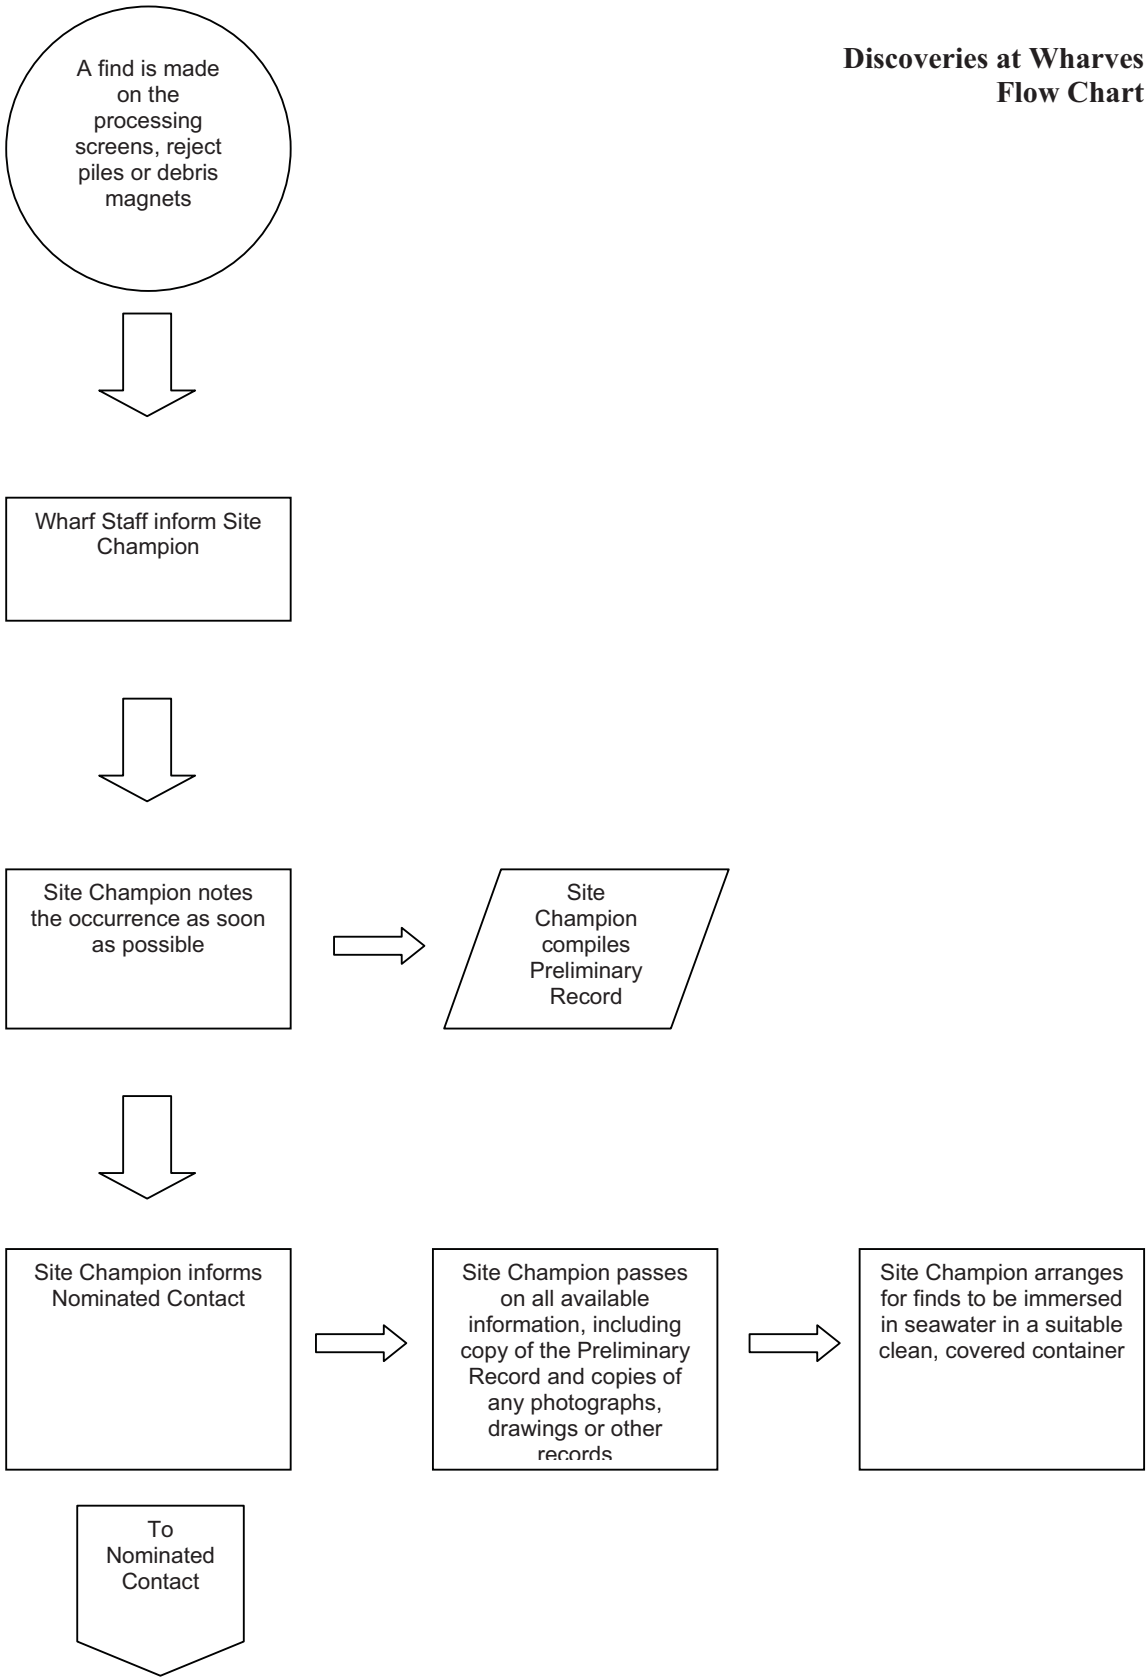 Discoveries at Wharves
Flow Chart
A find is made
on the
processing
screens, reject
piles or debris
magnets
Wharf Staff inform Site
Champion
Site Champion notes
the occurrence as soon
as possible
Site
Champion
compiles
Preliminary
Record
Site Champion informs
Nominated Contact
Site Champion passes
on all available
information, including
copy of the Preliminary
Record and copies of
any photographs,
drawings or other
records
Site Champion arranges
for finds to be immersed
in seawater in a suitable
clean, covered container
To
Nominated
Contact